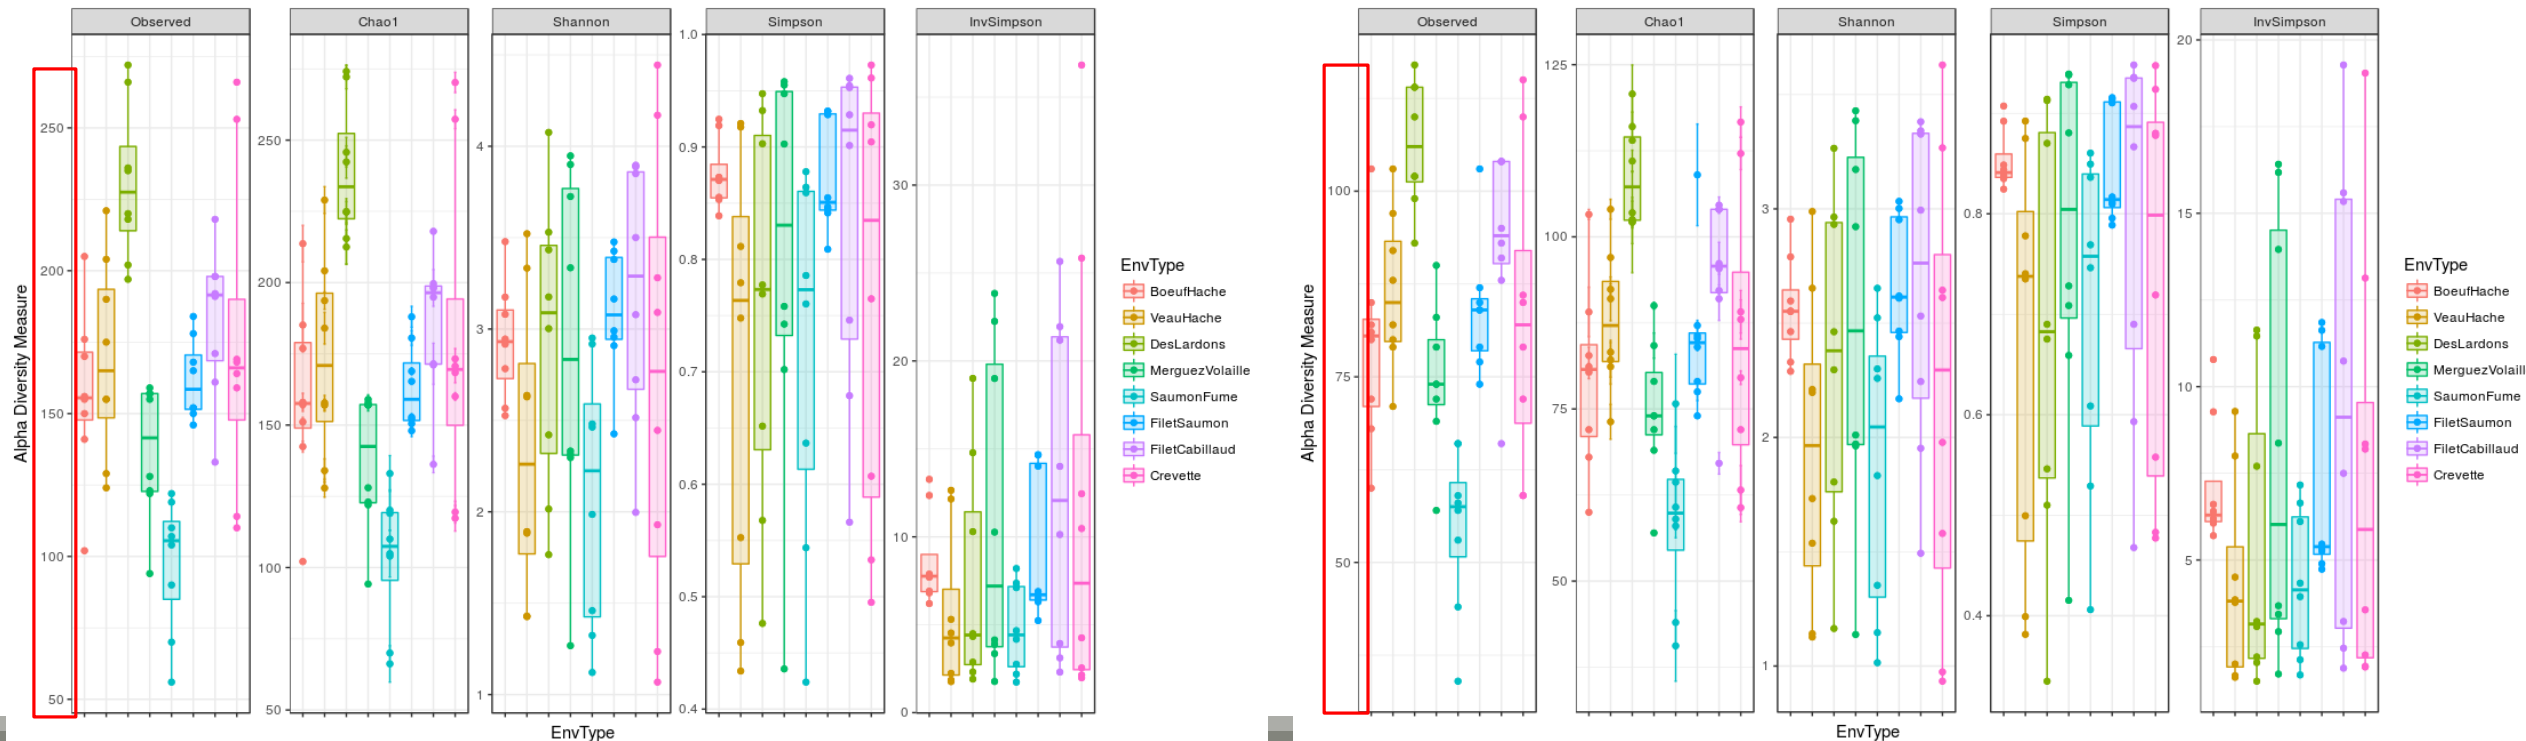 Observed
Chao1
Shannon
Simpson
InvSimpson
Alpha Diversity Measure
250
200
150
100
50
250
200
150
100
50
4
3
2
1
1.0
0.9
0.8
0.7
0.6
0.5
0.4
30
20
10
0
EnvType
EnvType
BoeufHache
VeauHache
DesLardons
MerguezVolaille
SaumonFume
FiletSaumon
FiletCabillaud
Crevette
Observed
Chao1
Shannon
Simpson
InvSimpson
Alpha Diversity Measure
100
75
50
125
100
75
50
3
2
1
0.8
0.6
0.4
20
15
10
5
EnvType
EnvType
BoeufHache
VeauHache
DesLardons
MerguezVolaill
SaumonFume
FiletSaumon
FiletCabillaud
Crevette